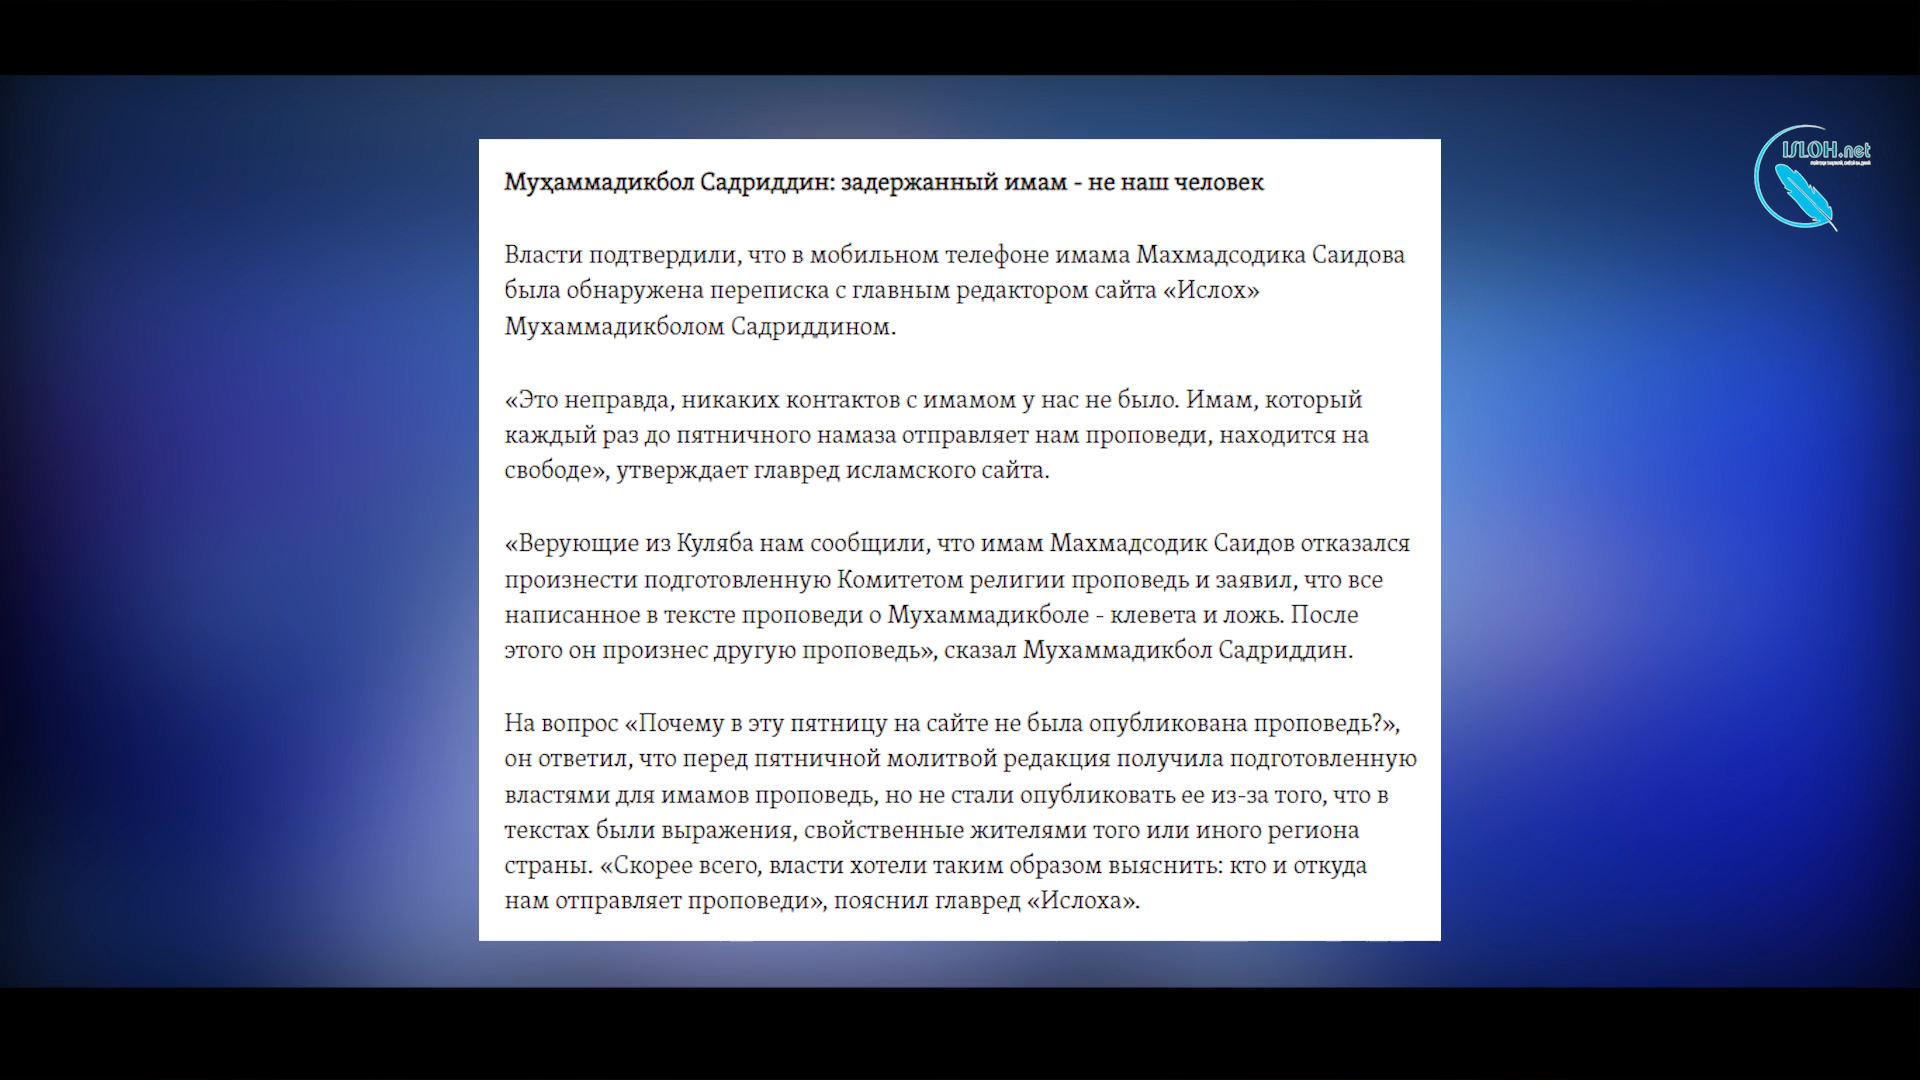 Муҳаммадикбол Садриддин: задержанный имам - не наш человек
Власти подтвердили, что в мобильном телефоне имама Махмадсодика Саидова
была обнаружена переписка с главным редактором сайта «Ислох»
Мухаммадикболом Садриддином.
«Это неправда, никаких контактов с имамом у нас не было. Имам, который
каждый раз до пятничного намаза отправляет нам проповеди, находится на
свободе», утверждает главред исламского сайта.
«Верующие из Куляба нам сообщили, что имам Махмадсодик Саидов отказался
произнести подготовленную Комитетом религии проповедь и заявил, что все
написанное в тексте проповеди о Мухаммадикболе - клевета и ложь. После
этого он произнес другую проповедь», сказал Мухаммадикбол Садриддин.
На вопрос «Почему в эту пятницу на сайте не была опубликована проповедь?»,
он ответил, что перед пятничной молитвой редакция получила подготовленную
властями для имамов проповедь, но не стали опубликовать ее из-за того, что в
текстах были выражения, свойственные жителями того или иного региона
страны. «Скорее всего, власти хотели таким образом выяснить: кто и откуда
нам отправляет проповеди», пояснил главред «Ислоха».
ISLOH.net